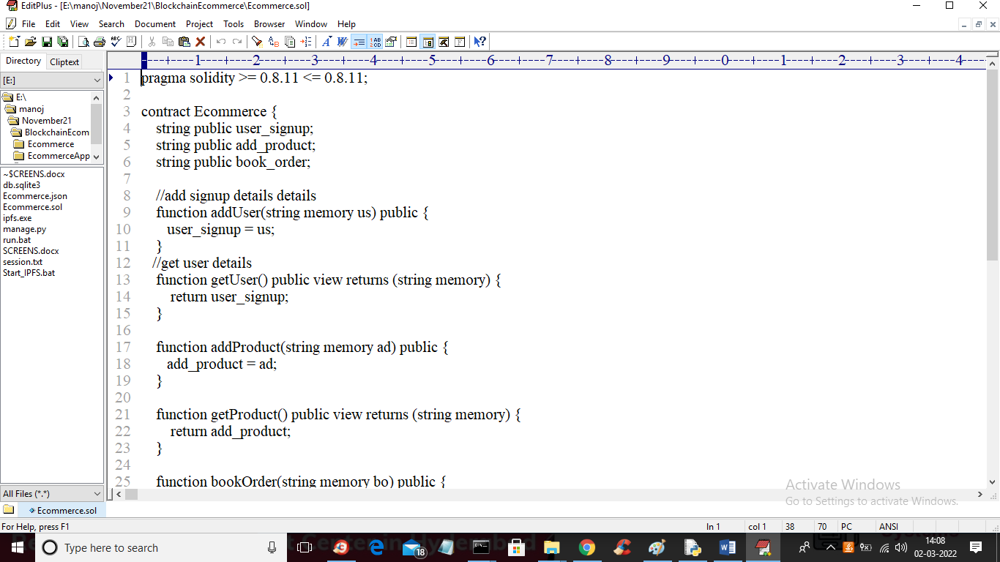 EditPlus - [E:\manoj\November21\BlockchainEcommerce\Ecommerce.sol]
File Edit View Search Document Project Tools Browser Window Help
Directory Cliptext
[E:]
E:\
manoj
November21
BlockchainEcom
Ecommerce
EcommerceApp
~$CREENS.docx
db.sqlite3
Ecommerce.json
Ecommerce.sol
ipfs.exe
manage.py
run.bat
SCREENS.docx
session.txt
Start_IPFS.bat
All Files (*.*)
----+----1----+----2----+----3----+----4----+----5----+----6----+----7----+----8----+----9----+----0----+----1----+----2----+----3----+----4---
1 pragma solidity >= 0.8.11 <= 0.8.11;
2
3 contract Ecommerce {
4 string public user_signup;
5 string public add_product;
6 string public book_order;
7
8 //add signup details details
9 function addUser(string memory us) public {
10 user_signup = us;
11 }
12 //get user details
13 function getUser() public view returns (string memory) {
14 return user_signup;
15 }
16
17 function addProduct(string memory ad) public {
18 add_product = ad;
19 }
20
21 function getProduct() public view returns (string memory) {
22 return add_product;
23 }
24
25 function bookOrder(string memory bo) public {
Activate Windows
Go to Settings to activate Windows.
Ecommerce.sol
For Help, press F1 ln 1 col 1 38 70 PC ANSI
Type here to search
18
14:08
02-03-2022